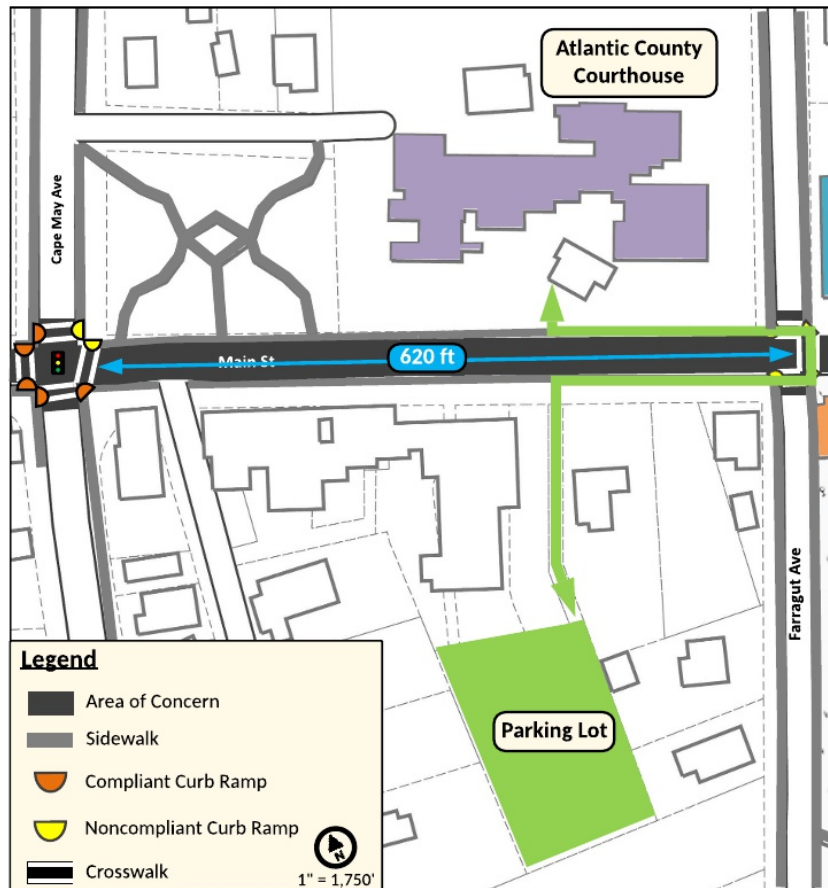 Atlantic County
Courthouse
Cape May Ave
Main St
620 ft
Farragut Ave
Parking Lot
Legend
Area of Concern
Sidewalk
Compliant Curb Ramp
Noncompliant Curb Ramp
Crosswalk
N
1" = 1,750'